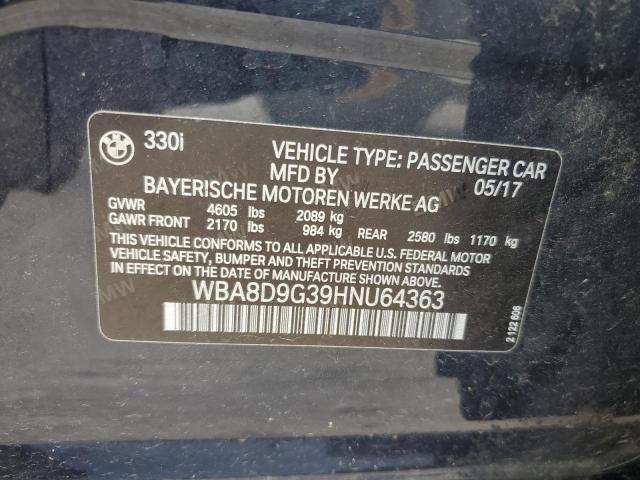 BMW
330i
VEHICLE TYPE: PASSENGER CAR
MFD BY 05/17
BAYERISCHE MOTOREN WERKE AG
GVWR 4605 lbs 2089 kg
GAWR FRONT 2170 lbs 984 kg REAR 2580 lbs 1170 kg
THIS VEHICLE CONFORMS TO ALL APPLICABLE U.S. FEDERAL MOTOR
VEHICLE SAFETY, BUMPER AND THEFT PREVENTION STANDARDS
IN EFFECT ON THE DATE OF MANUFACTURE SHOWN ABOVE.
WBA8D9G39HNU64363
2 122 606